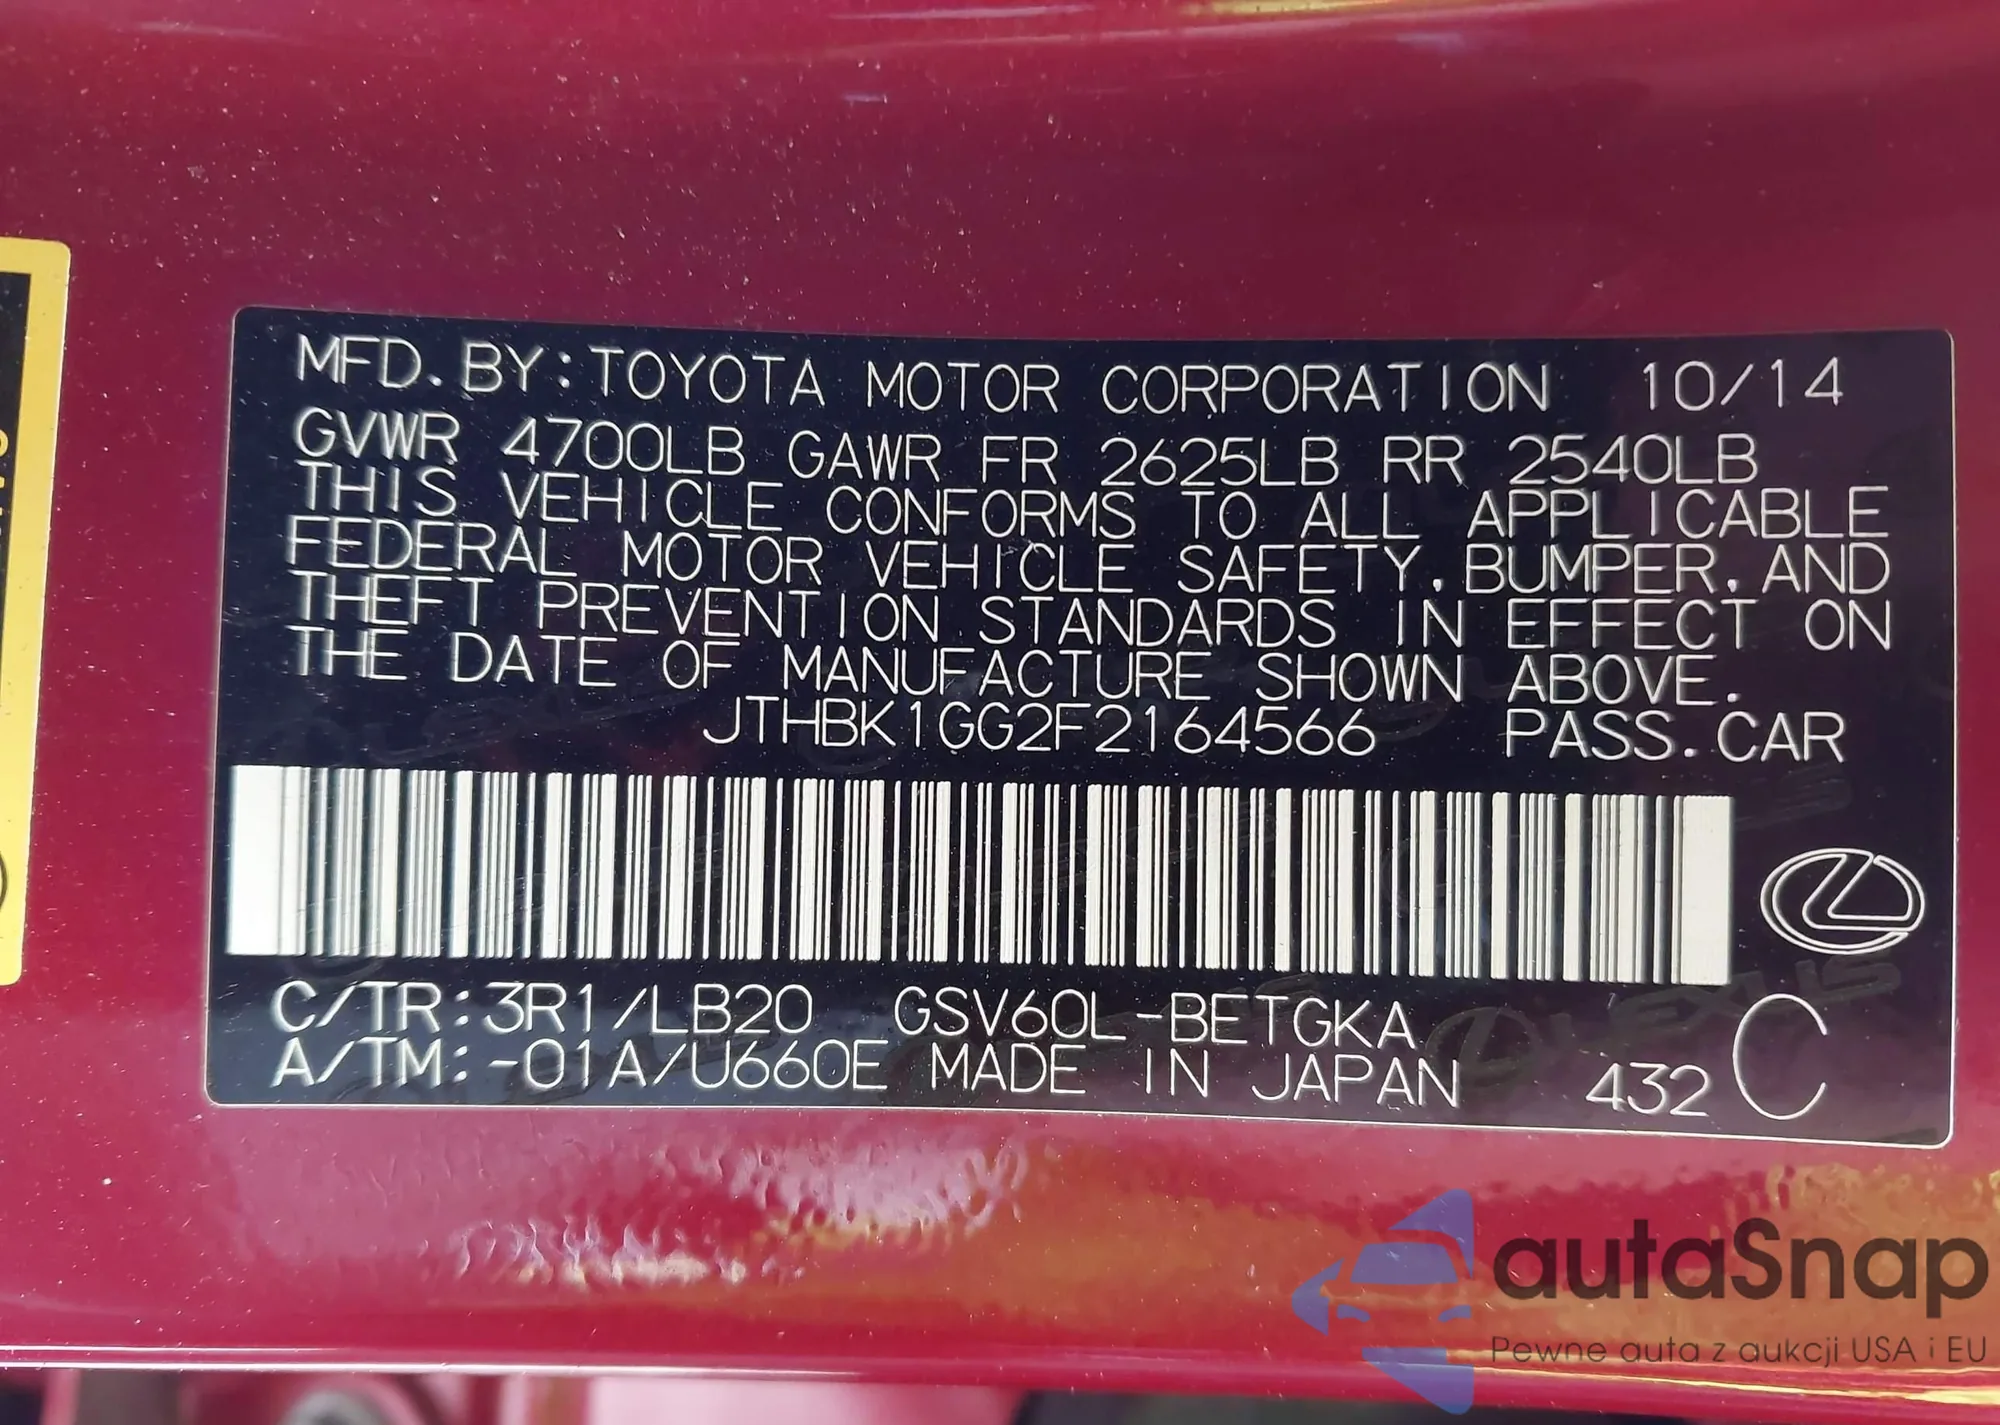 MFD. BY: TOYOTA MOTOR CORPORATION 10/14
GVWR 4700LB GAWR FR 2625LB RR 2540LB
THIS VEHICLE CONFORMS TO ALL APPLICABLE
FEDERAL MOTOR VEHICLE SAFETY, BUMPER, AND
THEFT PREVENTION STANDARDS IN EFFECT ON
THE DATE OF MANUFACTURE SHOWN ABOVE.
JTHBK1GG2F2164566 PASS. CAR
C/TR: 3R1/LB20 GSV60L-BETGKA
A/TM: -01A/U660E MADE IN JAPAN 432 C
autaSnap
Pewne auta z aukcji USA i EU